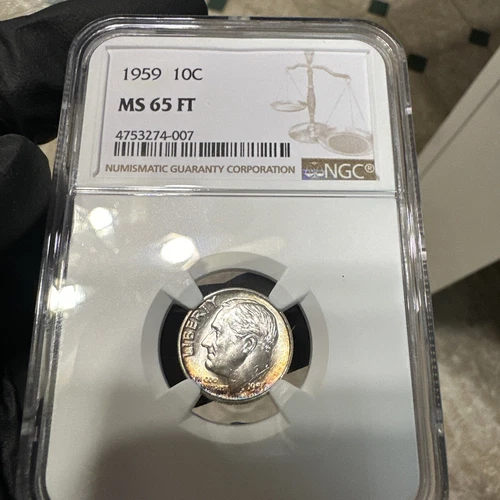 1959 10C
MS 65 FT
4753274-007
NUMISMATIC GUARANTY CORPORATION
NGC®
LIBERTY